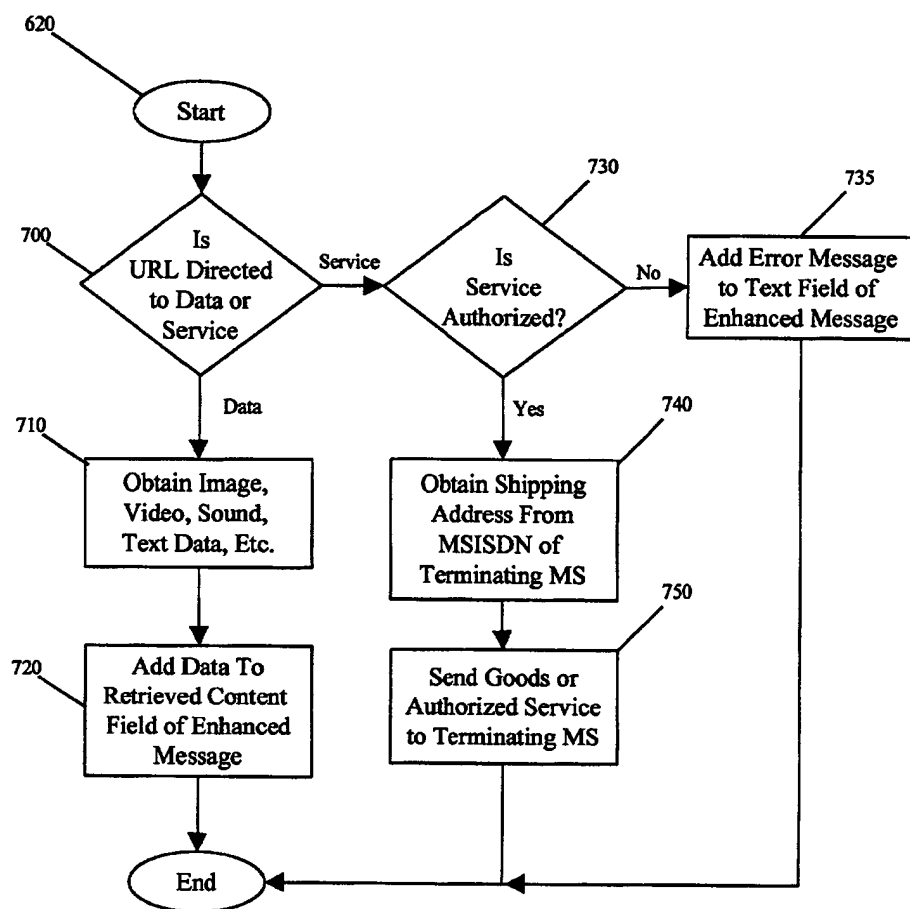 620
Start
700
Is
URL Directed
to Data or
Service
Service
730
Is
Service
Authorized?
No
735
Add Error Message
to Text Field of
Enhanced Message
Data
Yes
710
Obtain Image,
Video, Sound,
Text Data, Etc.
740
Obtain Shipping
Address From
MSISDN of
Terminating MS
720
Add Data To
Retrieved Content
Field of Enhanced
Message
750
Send Goods or
Authorized Service
to Terminating MS
End